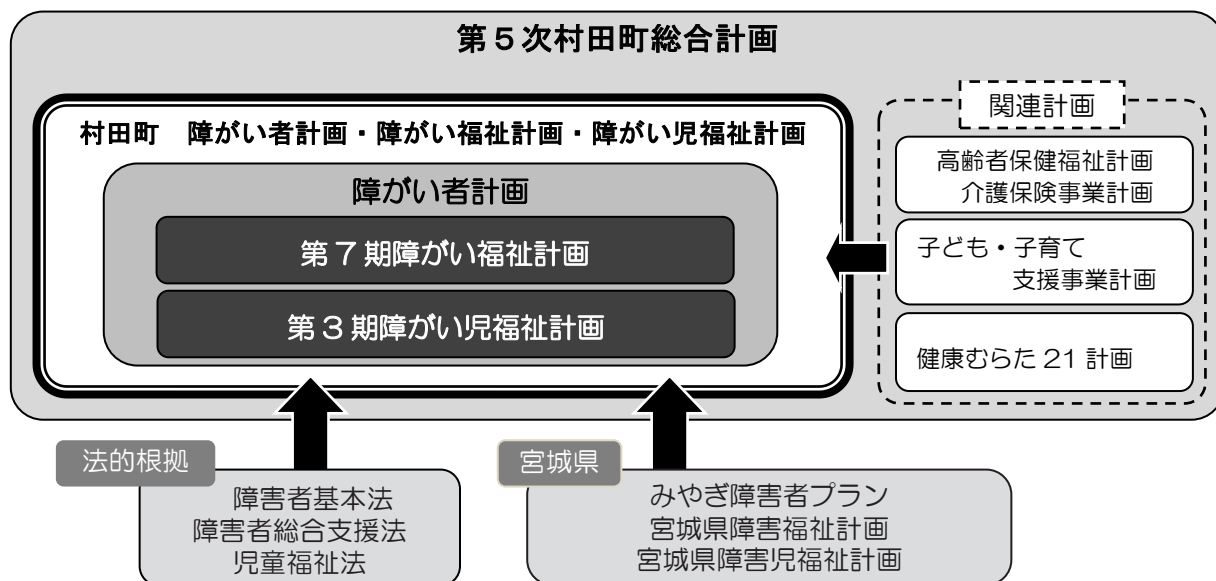 第５次村田町総合計画
村田町　障がい者計画・障がい福祉計画・障がい児福祉計画
障がい者計画
第７期障がい福祉計画
第３期障がい児福祉計画
関連計画
高齢者保健福祉計画
介護保険事業計画
子ども・子育て
支援事業計画
健康むらた 21 計画
法的根拠
障害者基本法
障害者総合支援法
児童福祉法
宮城県
みやぎ障害者プラン
宮城県障害福祉計画
宮城県障害児福祉計画